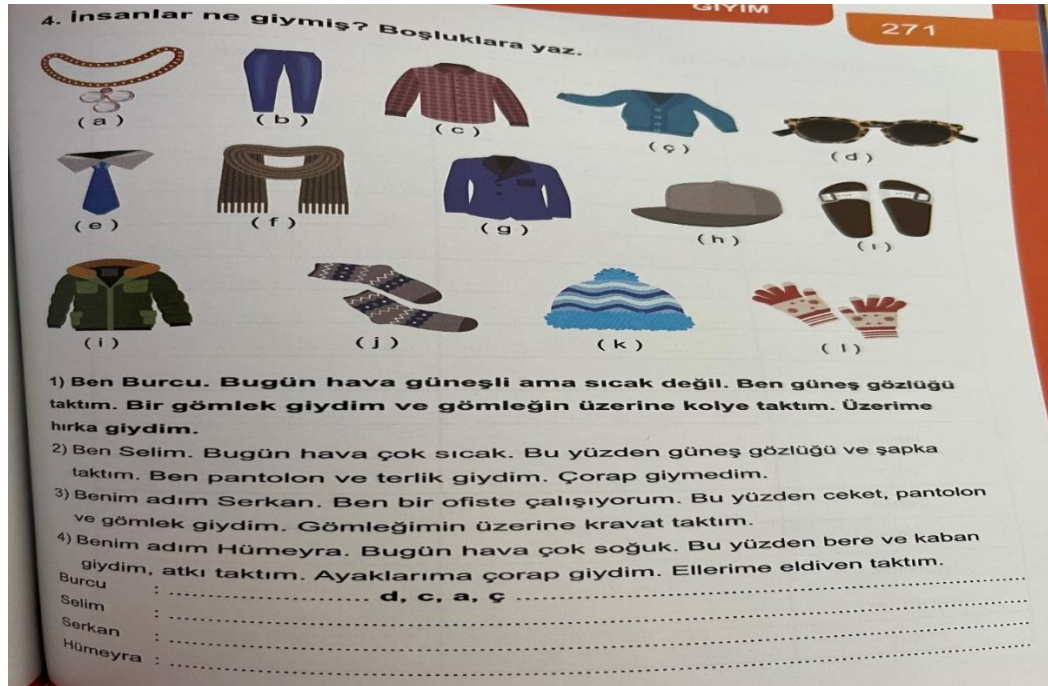 GİYİM
271
4. İnsanlar ne giymiş? Boşluklara yaz.
(a) (b) (c) (ç) (d)
(e) (f) (g) (h) (ı)
(i) (j) (k) (l)
1) Ben Burcu. Bugün hava güneşli ama sıcak değil. Ben güneş gözlüğü
taktım. Bir gömlek giydim ve gömleğin üzerine kolye taktım. Üzerime
hırka giydim.
2) Ben Selim. Bugün hava çok sıcak. Bu yüzden güneş gözlüğü ve şapka
taktım. Ben pantolon ve terlik giydim. Çorap giymedim.
3) Benim adım Serkan. Ben bir ofiste çalışıyorum. Bu yüzden ceket, pantolon
ve gömlek giydim. Gömleğimin üzerine kravat taktım.
4) Benim adım Hümeyra. Bugün hava çok soğuk. Bu yüzden bere ve kaban
giydim, atkı taktım. Ayaklarıma çorap giydim. Ellerime eldiven taktım.
Burcu : .................... d, c, a, ç ....................
Selim : ....................
Serkan : ....................
Hümeyra : ....................